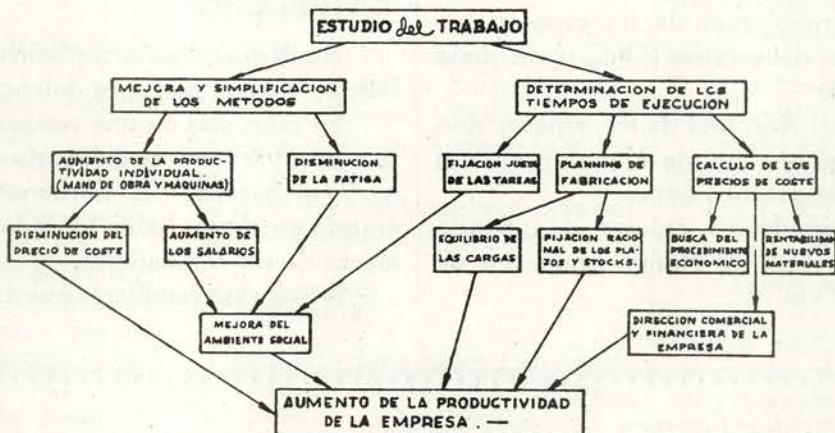 ESTUDIO del TRABAJO
MEJORA Y SIMPLIFICACION
DE LOS METODOS
DETERMINACION DE LOS
TIEMPOS DE EJECUCION
AUMENTO DE LA PRODUC-
TIVIDAD INDIVIDUAL
(MANO DE OBRA Y MAQUINAS)
DISMINUCION
DE LA FATIGA
FIJACION JUSTA
DE LAS TAREAS
PLANNING DE
FABRICACION
CALCULO DE LOS
PRECIOS DE COSTE
DISMINUCION DEL
PRECIO DE COSTE
AUMENTO DE
LOS SALARIOS
EQUILIBRIO DE
LAS CARGAS
FIJACION RACIO-
NAL DE LOS PLA-
ZOS Y STOCKS.
BUSCA DEL
PROCEDIMIENTO
ECONOMICO
RENTABILIDAD
DE NUEVOS
MATERIALES
MEJORA DEL
AMBIENTE SOCIAL
DIRECCION COMERCIAL
Y FINANCIERA DE LA
EMPRESA
AUMENTO DE LA PRODUCTIVIDAD
DE LA EMPRESA. —